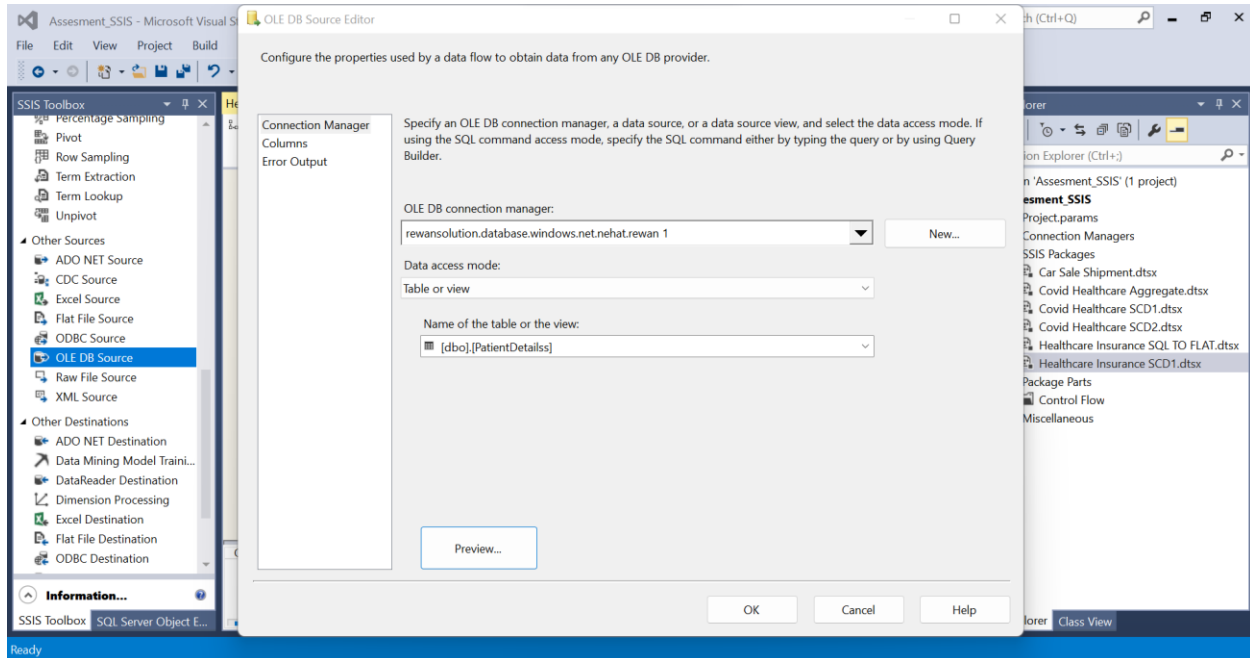 Assesment_SSIS - Microsoft Visual S
OLE DB Source Editor
ch (Ctrl+Q)
File Edit View Project Build
Configure the properties used by a data flow to obtain data from any OLE DB provider.
SSIS Toolbox
Percentage Sampling
Pivot
Row Sampling
Term Extraction
Term Lookup
Unpivot
Other Sources
ADO NET Source
CDC Source
Excel Source
Flat File Source
ODBC Source
OLE DB Source
Raw File Source
XML Source
Other Destinations
ADO NET Destination
Data Mining Model Traini...
DataReader Destination
Dimension Processing
Excel Destination
Flat File Destination
ODBC Destination
Information...
SSIS Toolbox SQL Server Object E...
Ready
He
Connection Manager
Columns
Error Output
Specify an OLE DB connection manager, a data source, or a data source view, and select the data access mode. If
using the SQL command access mode, specify the SQL command either by typing the query or by using Query
Builder.
OLE DB connection manager:
rewansolution.database.windows.net.nehat.rewan 1
New...
Data access mode:
Table or view
Name of the table or the view:
[dbo].[PatientDetailss]
Preview...
OK Cancel Help
lorer
ion Explorer (Ctrl+;)
n 'Assesment_SSIS' (1 project)
esment_SSIS
Project.params
Connection Managers
SSIS Packages
Car Sale Shipment.dtsx
Covid Healthcare Aggregate.dtsx
Covid Healthcare SCD1.dtsx
Covid Healthcare SCD2.dtsx
Healthcare Insurance SQL TO FLAT.dtsx
Healthcare Insurance SCD1.dtsx
Package Parts
Control Flow
Miscellaneous
lorer Class View